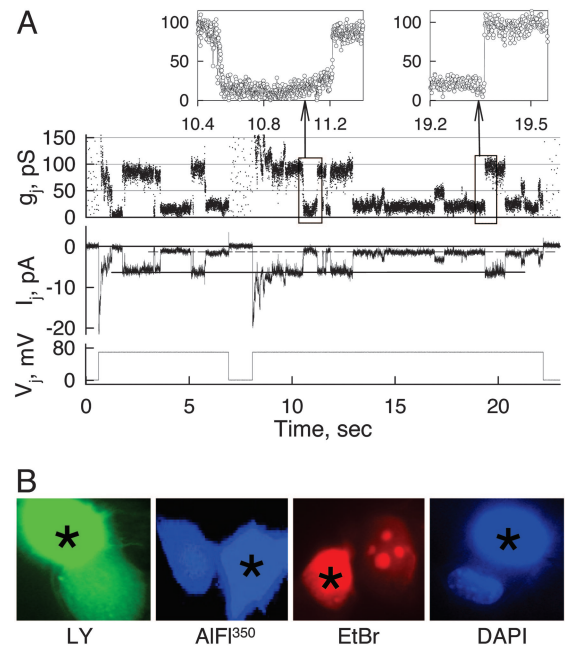 A
100
50
0
10.4 10.8 11.2
100
50
0
19.2 19.5
150
100
50
0
gj, pS
0
-10
-20
Ij, pA
80
0
Vj, mV
0 5 10 15 20
Time, sec
B
* * * *
LY AlFl350 EtBr DAPI